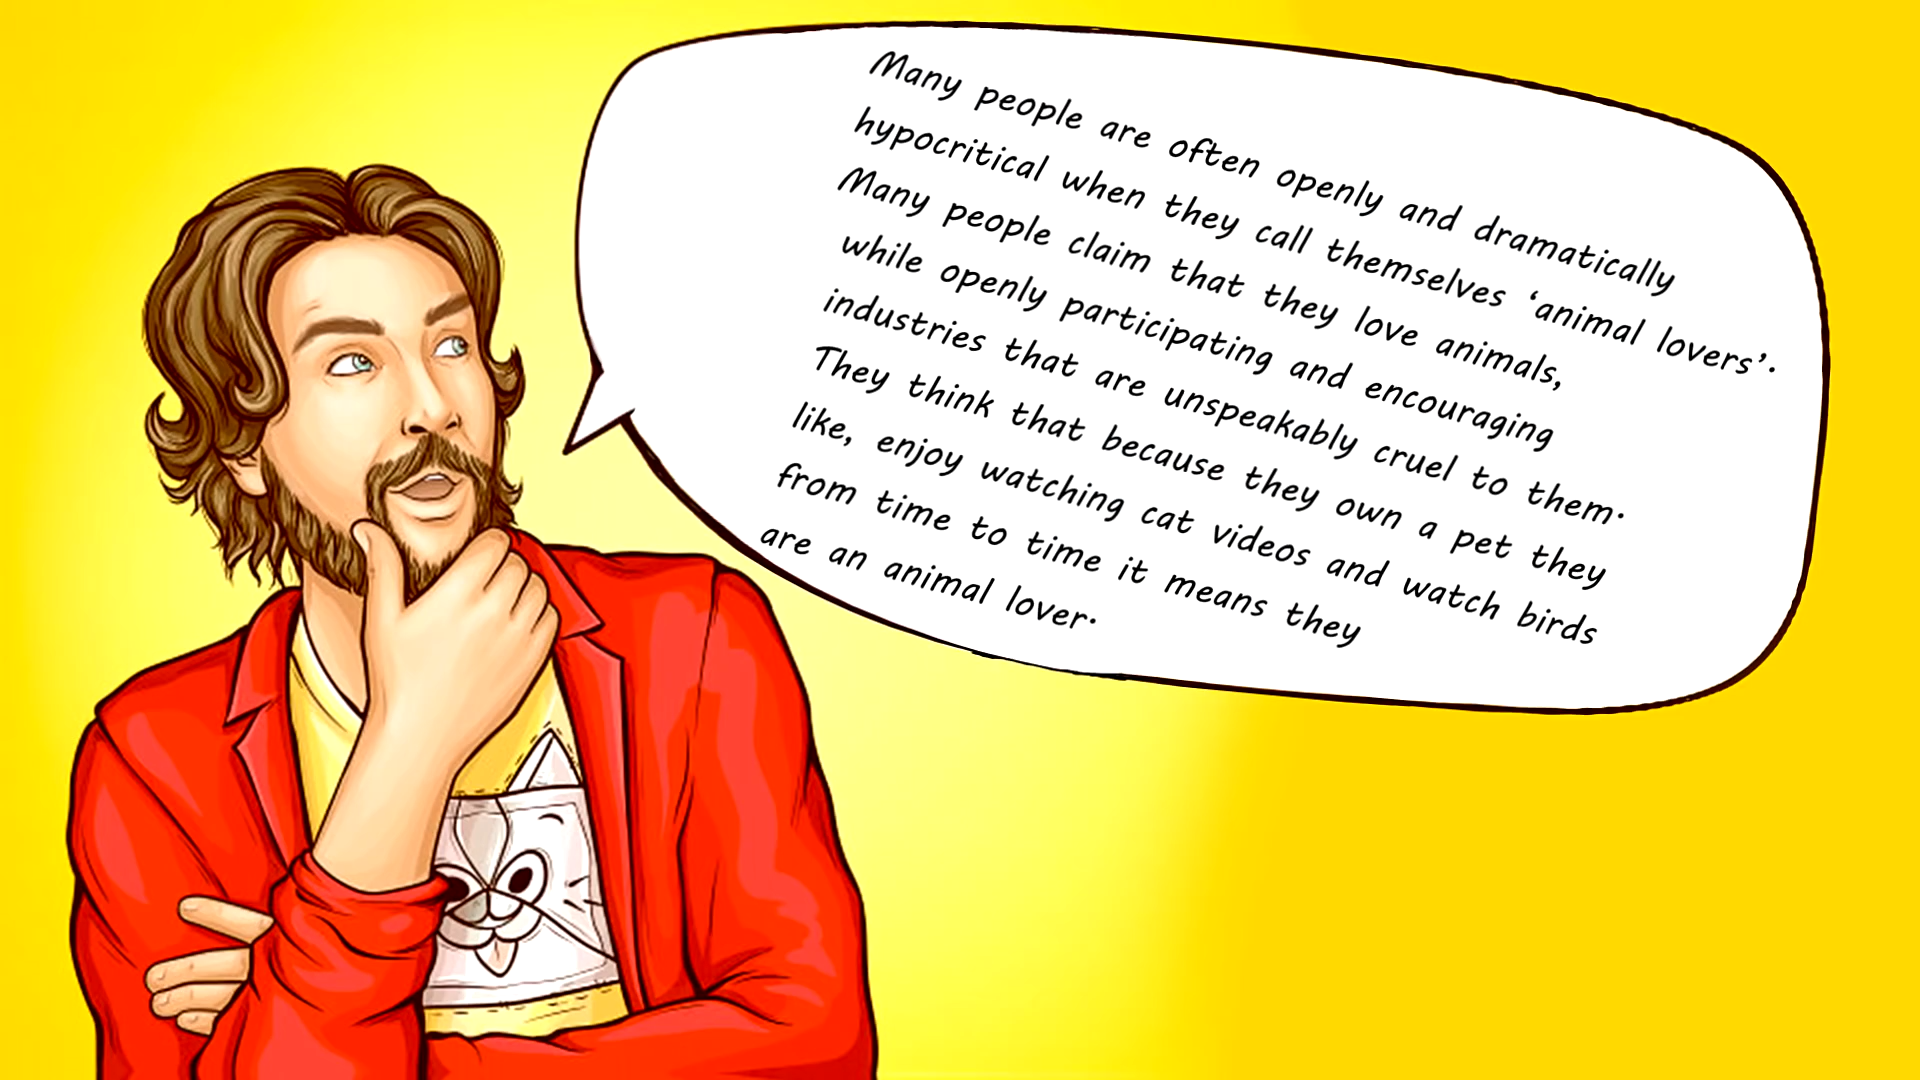 Many people are often openly and dramatically
hypocritical when they call themselves ‘animal lovers’.
Many people claim that they love animals,
while openly participating and encouraging
industries that are unspeakably cruel to them.
They think that because they own a pet they
like, enjoy watching cat videos and watch birds
from time to time it means they
are an animal lover.